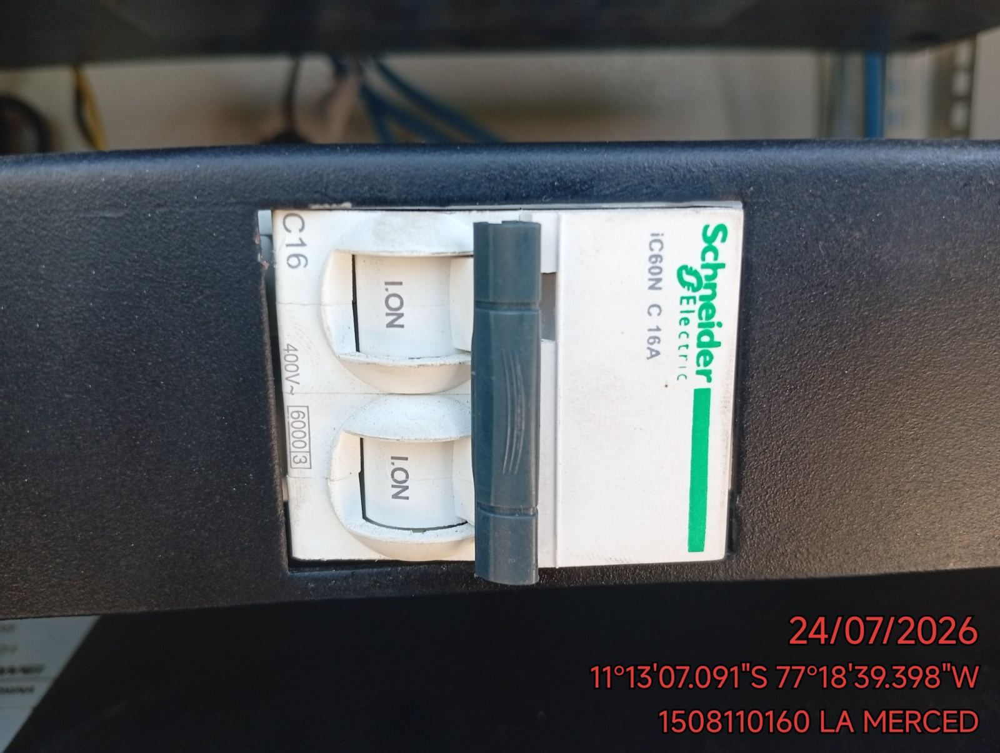 Schneider
Electric
iC60N C 16A
I.ON
I.ON
C16
400V~
6000 3
24/07/2026
11°13'07.091"S 77°18'39.398"W
1508110160 LA MERCED